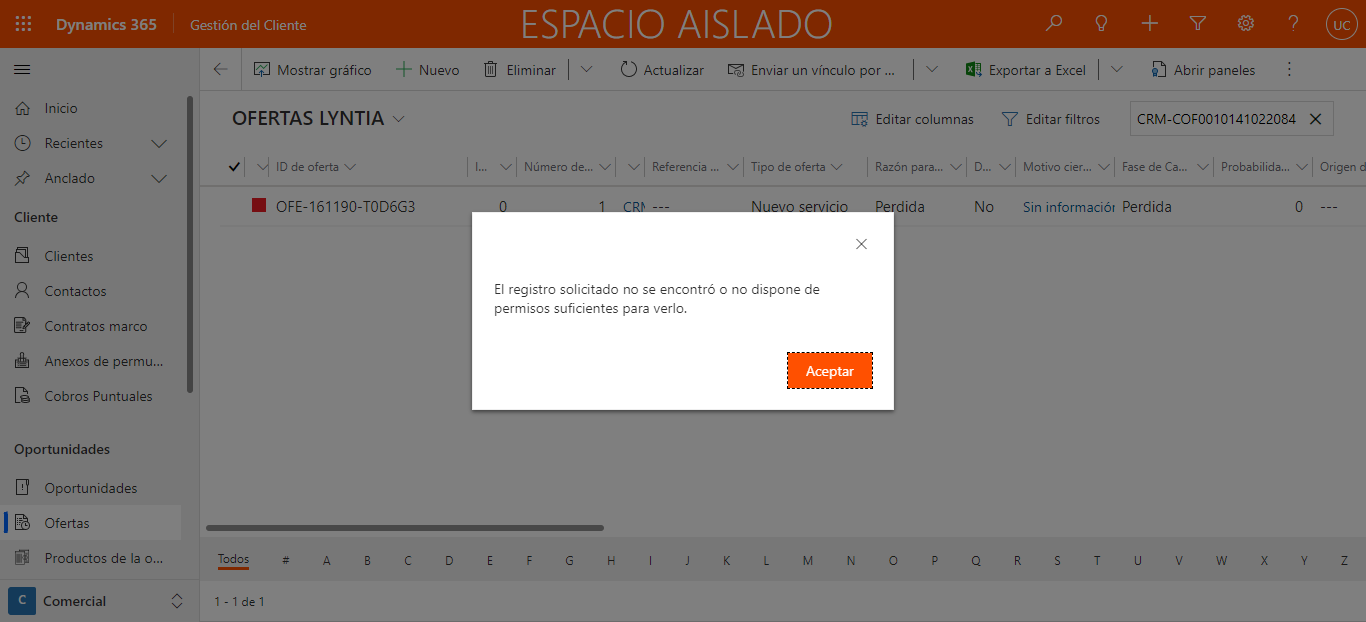 Dynamics 365
Gestión del Cliente
ESPACIO AISLADO
UC
Mostrar gráfico
Nuevo
Eliminar
Actualizar
Enviar un vínculo por ...
Exportar a Excel
Abrir paneles
Inicio
Recientes
Anclado
Cliente
Clientes
Contactos
Contratos marco
Anexos de permu...
Cobros Puntuales
Oportunidades
Oportunidades
Ofertas
Productos de la o...
C Comercial
OFERTAS LYNTIA
Editar columnas
Editar filtros
CRM-COF0010141022084
ID de oferta I... Número de... Referencia ... Tipo de oferta Razón para... D... Motivo cier... Fase de Ca... Probabilida... Origen d
OFE-161190-T0D6G3 0 1 CRM --- Nuevo servicio Perdida No Sin información Perdida 0 ---
El registro solicitado no se encontró o no dispone de
permisos suficientes para verlo.
Aceptar
Todos # A B C D E F G H I J K L M N O P Q R S T U V W X Y Z
1 - 1 de 1